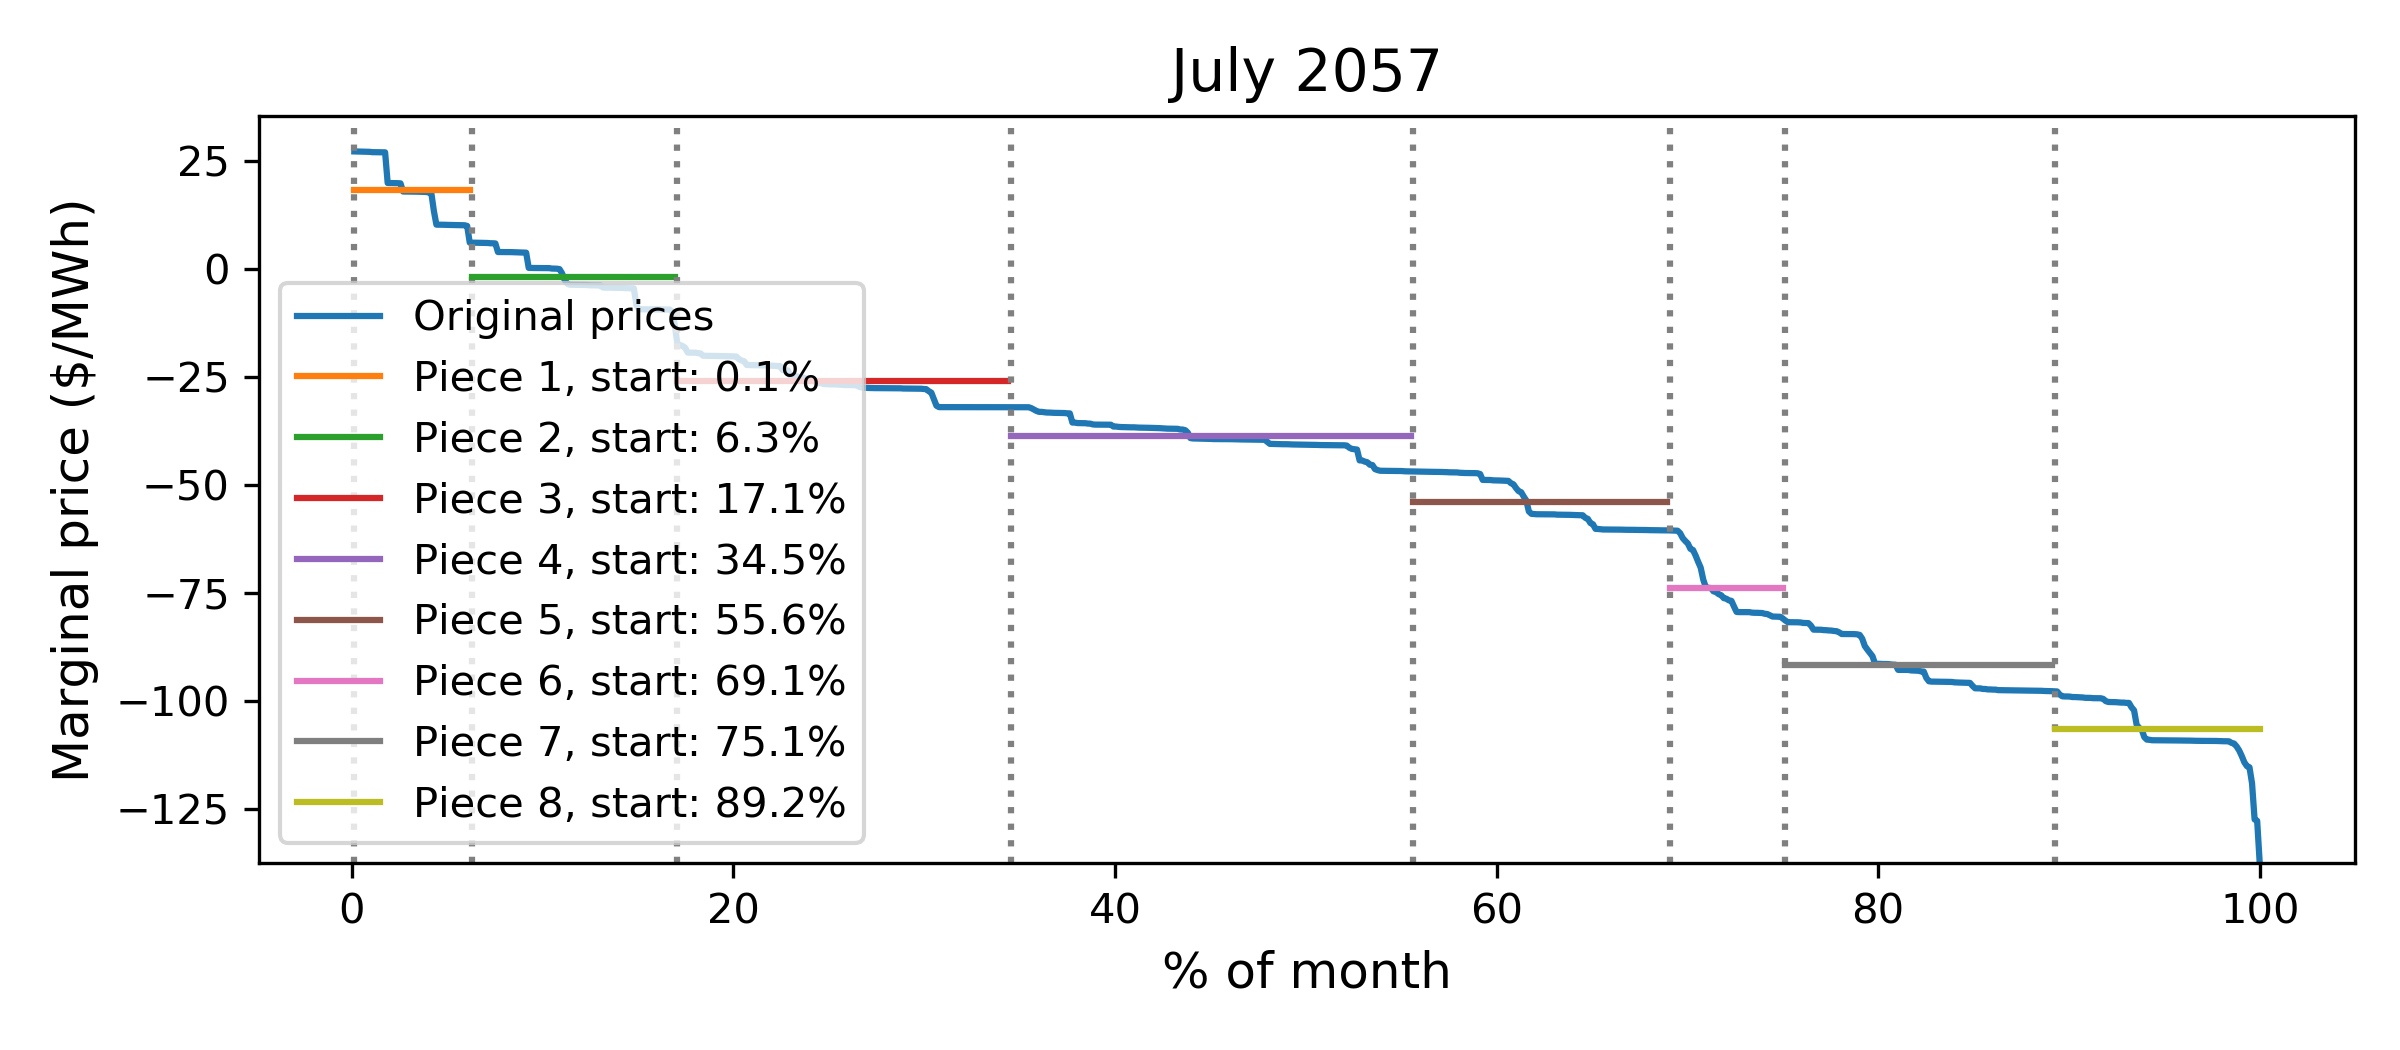 July 2057
Marginal price ($/MWh)
25
0
−25
−50
−75
−100
−125
Original prices
Piece 1, start: 0.1%
Piece 2, start: 6.3%
Piece 3, start: 17.1%
Piece 4, start: 34.5%
Piece 5, start: 55.6%
Piece 6, start: 69.1%
Piece 7, start: 75.1%
Piece 8, start: 89.2%
0 20 40 60 80 100
% of month